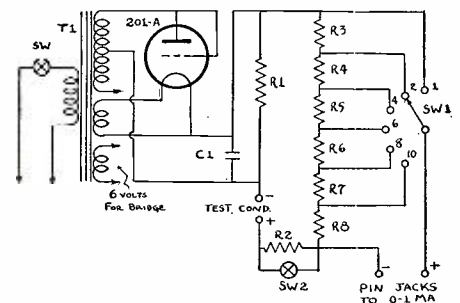 T1
201-A
SW
R3
R4
R1
2
1
SW1
R5
4
6
R6
8
10
C1
R7
6 VOLTS
FOR BRIDGE
-
TEST COND.
+
R8
R2
SW2
-
+
PIN JACKS
TO 0-1 MA